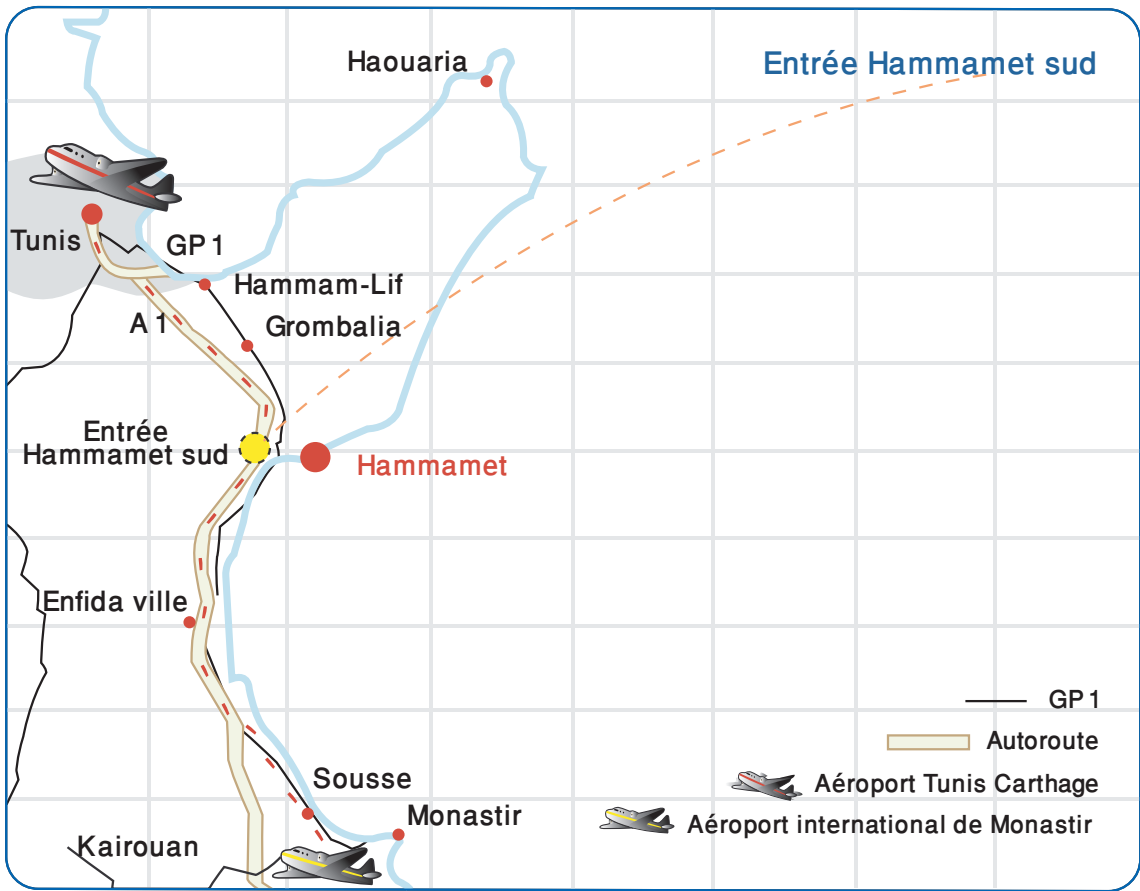 Haouaria
Entrée Hammamet sud
Tunis
GP 1
Hammam-Lif
A 1
Grombalia
Entrée
Hammamet sud
Hammamet
Enfida ville
GP 1
Autoroute
Sousse
Aéroport Tunis Carthage
Monastir
Aéroport international de Monastir
Kairouan